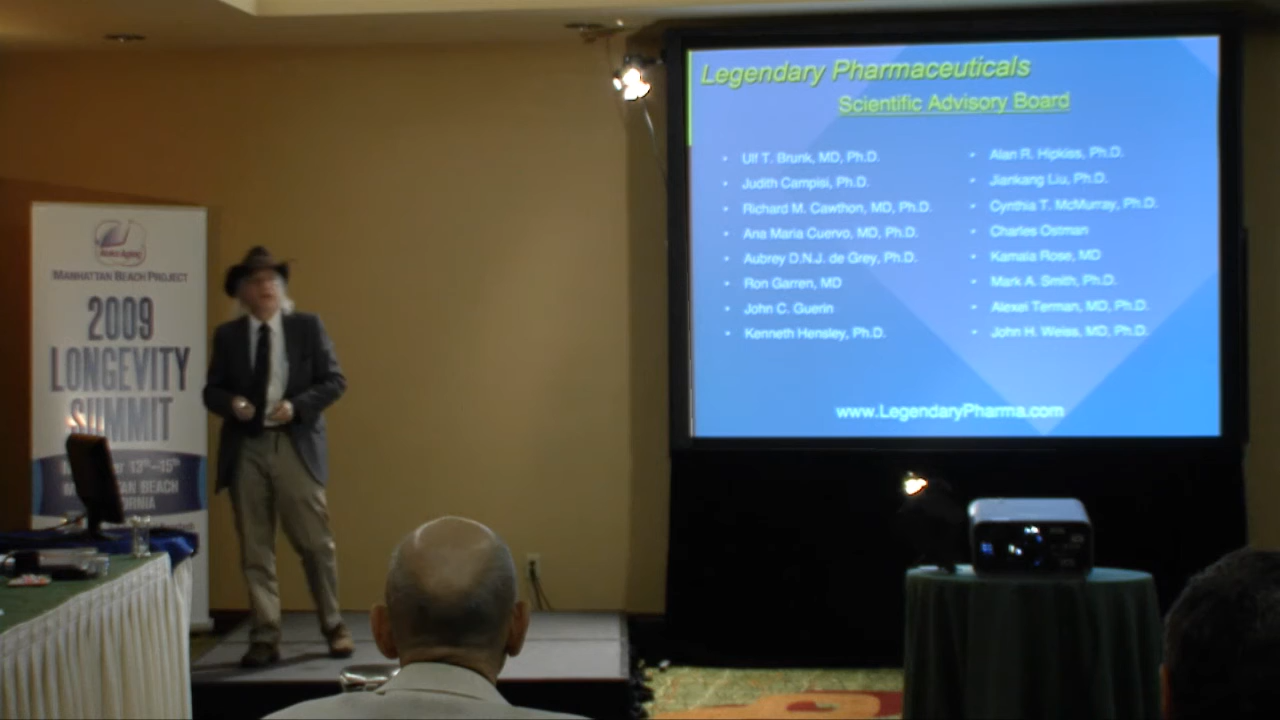 MANHATTAN BEACH PROJECT
2009
LONGEVITY
SUMMIT
13th–15th
BEACH
Legendary Pharmaceuticals
Scientific Advisory Board
• Ulf T. Brunk, MD, Ph.D.
• Judith Campisi, Ph.D.
• Richard M. Cawthon, MD, Ph.D.
• Ana Maria Cuervo, MD, Ph.D.
• Aubrey D.N.J. de Grey, Ph.D.
• Ron Garren, MD
• John C. Guerin
• Kenneth Hensley, Ph.D.
• Alan R. Hipkiss, Ph.D.
• Jiankang Liu, Ph.D.
• Cynthia T. McMurray, Ph.D.
• Charles Ostman
• Kamala Rose, MD
• Mark A. Smith, Ph.D.
• Alexei Terman, MD, Ph.D.
• John H. Weiss, MD, Ph.D.
www.LegendaryPharma.com